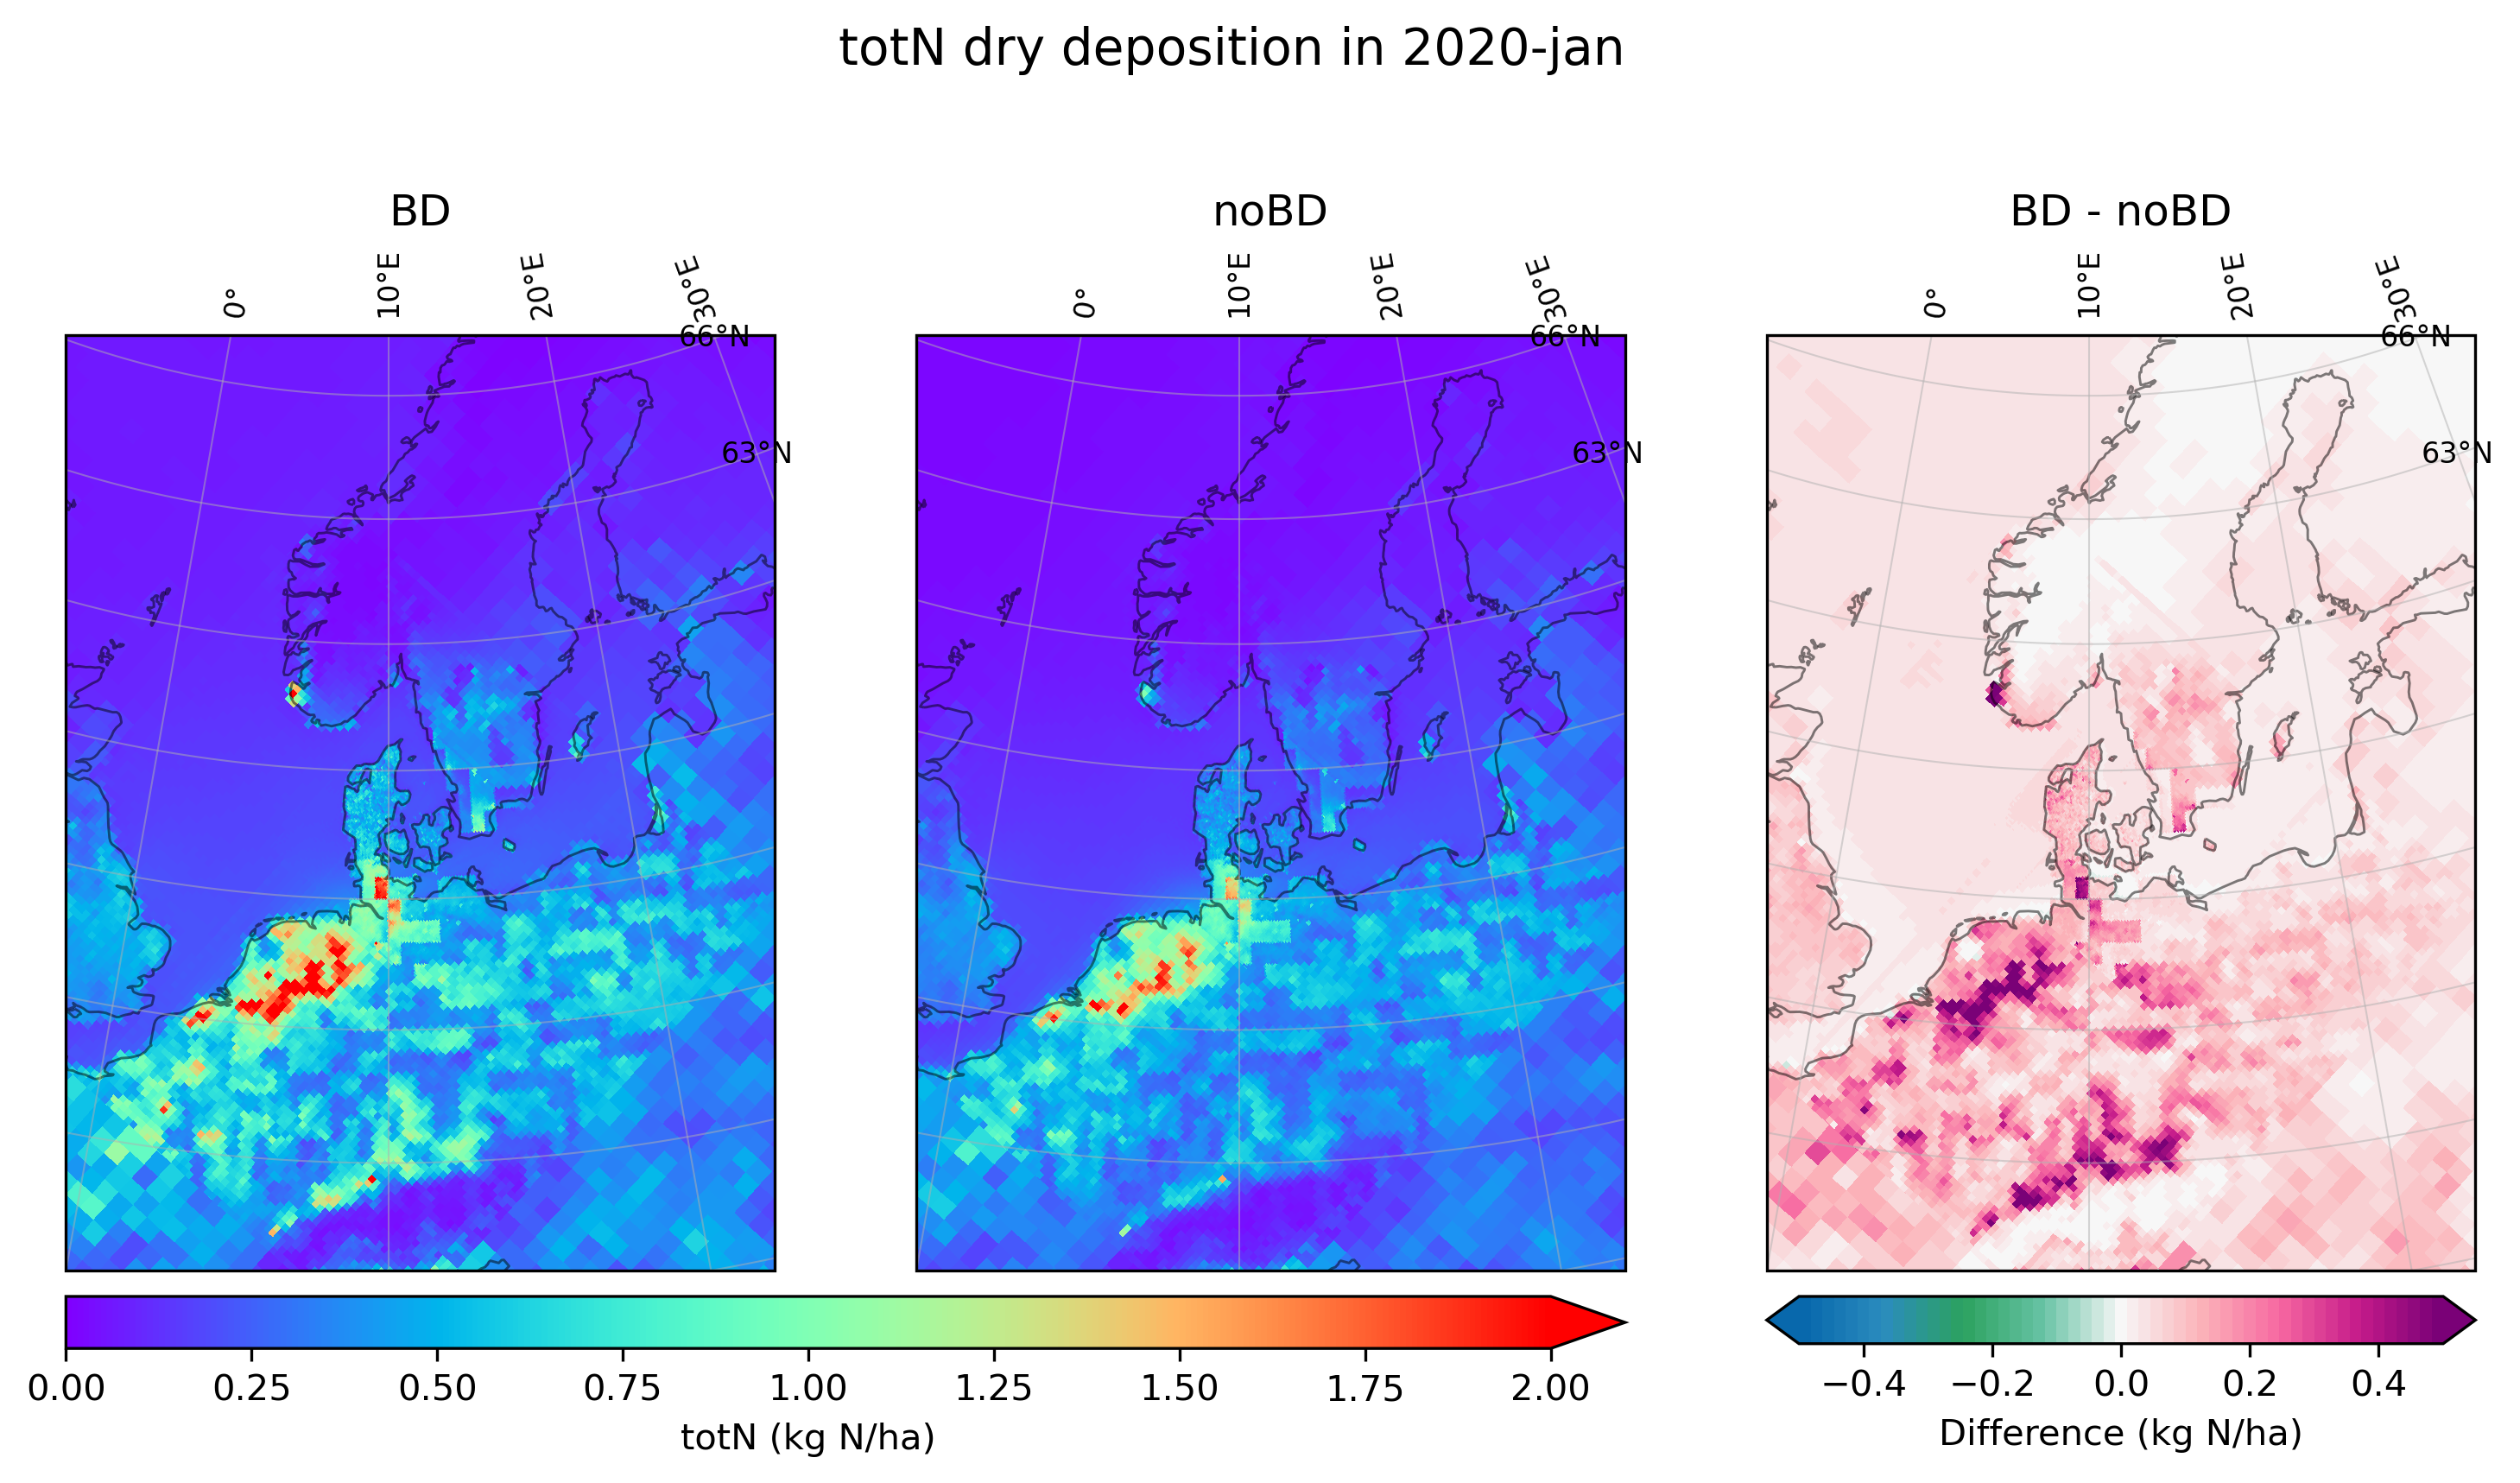 totN dry deposition in 2020-jan
BD
noBD
BD - noBD
0°
10°E
20°E
30°E
0°
10°E
20°E
30°E
0°
10°E
20°E
30°E
66°N
66°N
66°N
63°N
63°N
63°N
0.00 0.25 0.50 0.75 1.00 1.25 1.50 1.75 2.00
totN (kg N/ha)
−0.4 −0.2 0.0 0.2 0.4
Difference (kg N/ha)